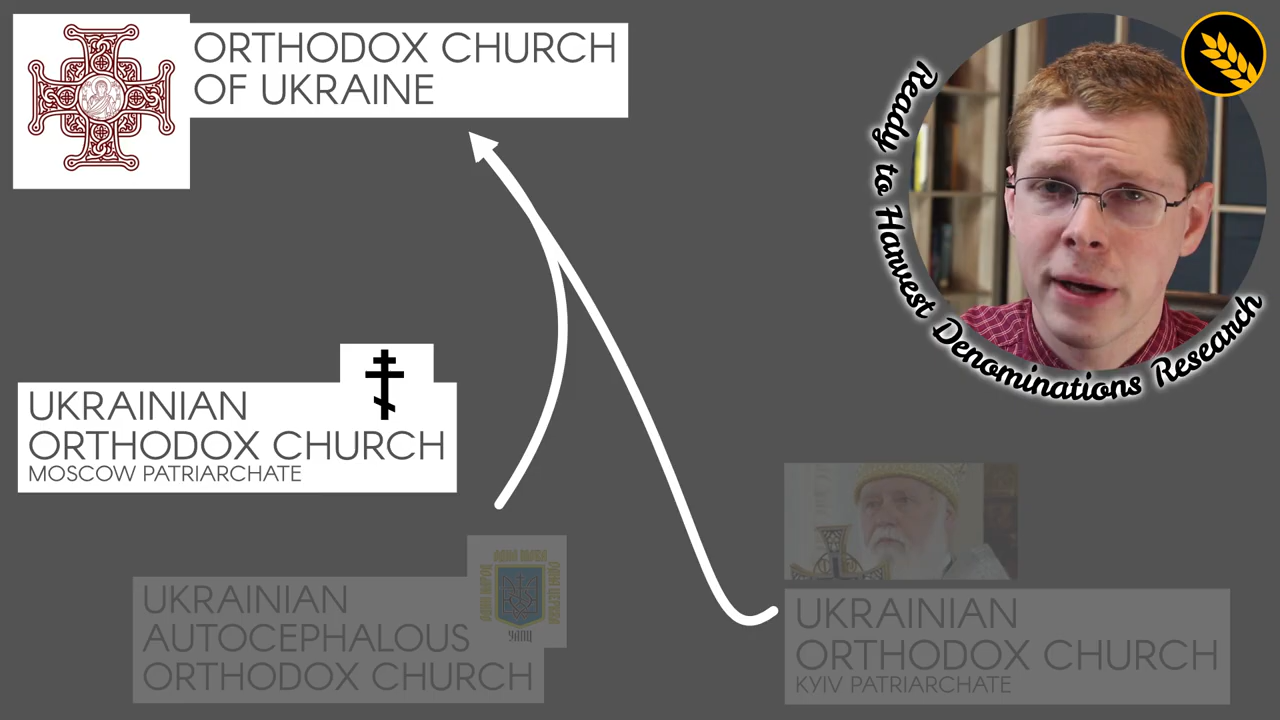 ORTHODOX CHURCH
OF UKRAINE
Ready to Harvest Denominations Research
UKRAINIAN
ORTHODOX CHURCH
MOSCOW PATRIARCHATE
UKRAINIAN
AUTOCEPHALOUS
ORTHODOX CHURCH
УАПЦ
UKRAINIAN
ORTHODOX CHURCH
KYIV PATRIARCHATE